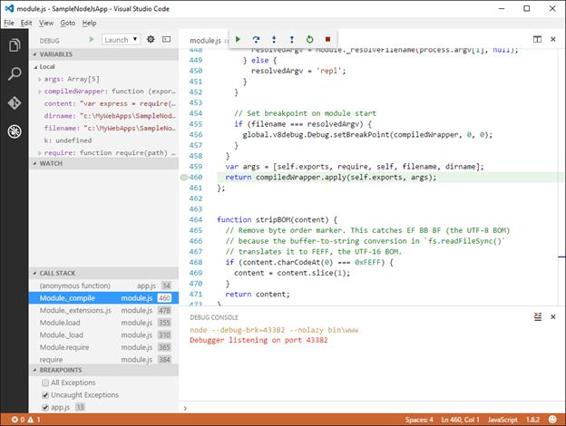 module.js - SampleNodeJsApp - Visual Studio Code
File Edit View Goto Help
DEBUG Launch
VARIABLES
Local
args: Array[5]
compiledWrapper: function (expor…
content: "var express = require(…
dirname: "c:\MyWebApps\SampleNod…
filename: "c:\MyWebApps\SampleNo…
k: undefined
require: function require(path) …
WATCH
CALL STACK
(anonymous function) app.js 14
Module._compile module.js 460
Module._extensions..js module.js 478
Module.load module.js 355
Module._load module.js 310
Module.require module.js 365
require module.js 384
BREAKPOINTS
All Exceptions
Uncaught Exceptions
app.js 13
module.js
448 resolvedArgv = Module._resolveFilename(process.argv[1], null);
449 } else {
450 resolvedArgv = 'repl';
451 }
452 }
453
454 // Set breakpoint on module start
455 if (filename === resolvedArgv) {
456 global.v8debug.Debug.setBreakPoint(compiledWrapper, 0, 0);
457 }
458 }
459 var args = [self.exports, require, self, filename, dirname];
460 return compiledWrapper.apply(self.exports, args);
461 };
462
463
464 function stripBOM(content) {
465 // Remove byte order marker. This catches EF BB BF (the UTF-8 BOM)
466 // because the buffer-to-string conversion in `fs.readFileSync()`
467 // translates it to FEFF, the UTF-16 BOM.
468 if (content.charCodeAt(0) === 0xFEFF) {
469 content = content.slice(1);
470 }
471 return content;
472 }
DEBUG CONSOLE
node --debug-brk=43382 --nolazy bin\www
Debugger listening on port 43382
>
0 1 Spaces: 4 Ln 460, Col 1 JavaScript 1.8.2